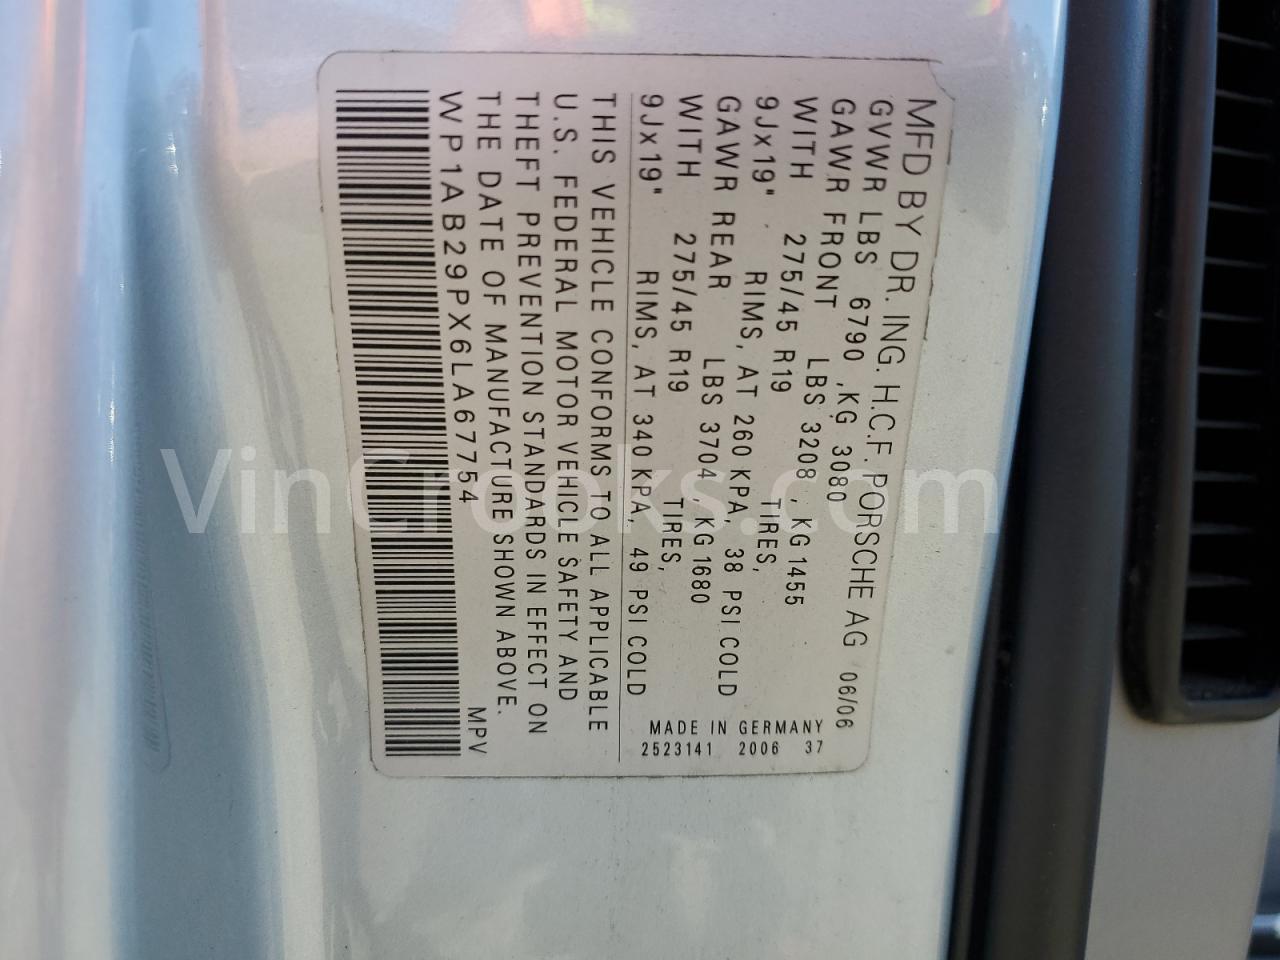 MFD BY DR. ING. H.C.F. PORSCHE AG 06/06
GVWR LBS 6790 ,KG 3080
GAWR FRONT LBS 3208 , KG 1455
WITH 275/45 R19 TIRES,
9Jx19" RIMS, AT 260 KPA, 38 PSI COLD
GAWR REAR LBS 3704 , KG 1680
WITH 275/45 R19 TIRES,
9Jx19" RIMS, AT 340 KPA, 49 PSI COLD
MADE IN GERMANY
2523141 2006 37
THIS VEHICLE CONFORMS TO ALL APPLICABLE
U.S. FEDERAL MOTOR VEHICLE SAFETY AND
THEFT PREVENTION STANDARDS IN EFFECT ON
THE DATE OF MANUFACTURE SHOWN ABOVE.
WP1AB29PX6LA67754 MPV
VinCrooks.com